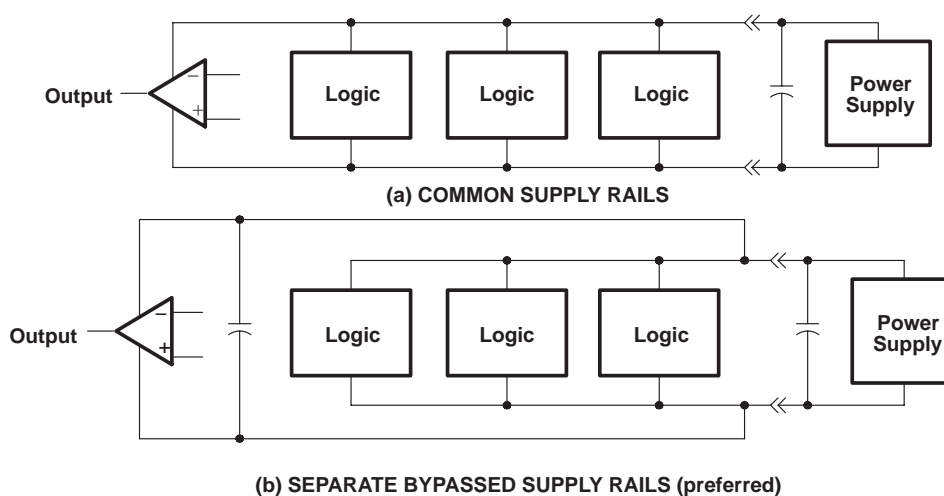 Output
−
+
Logic
Logic
Logic
Power
Supply
(a) COMMON SUPPLY RAILS
Output
−
+
Logic
Logic
Logic
Power
Supply
(b) SEPARATE BYPASSED SUPPLY RAILS (preferred)